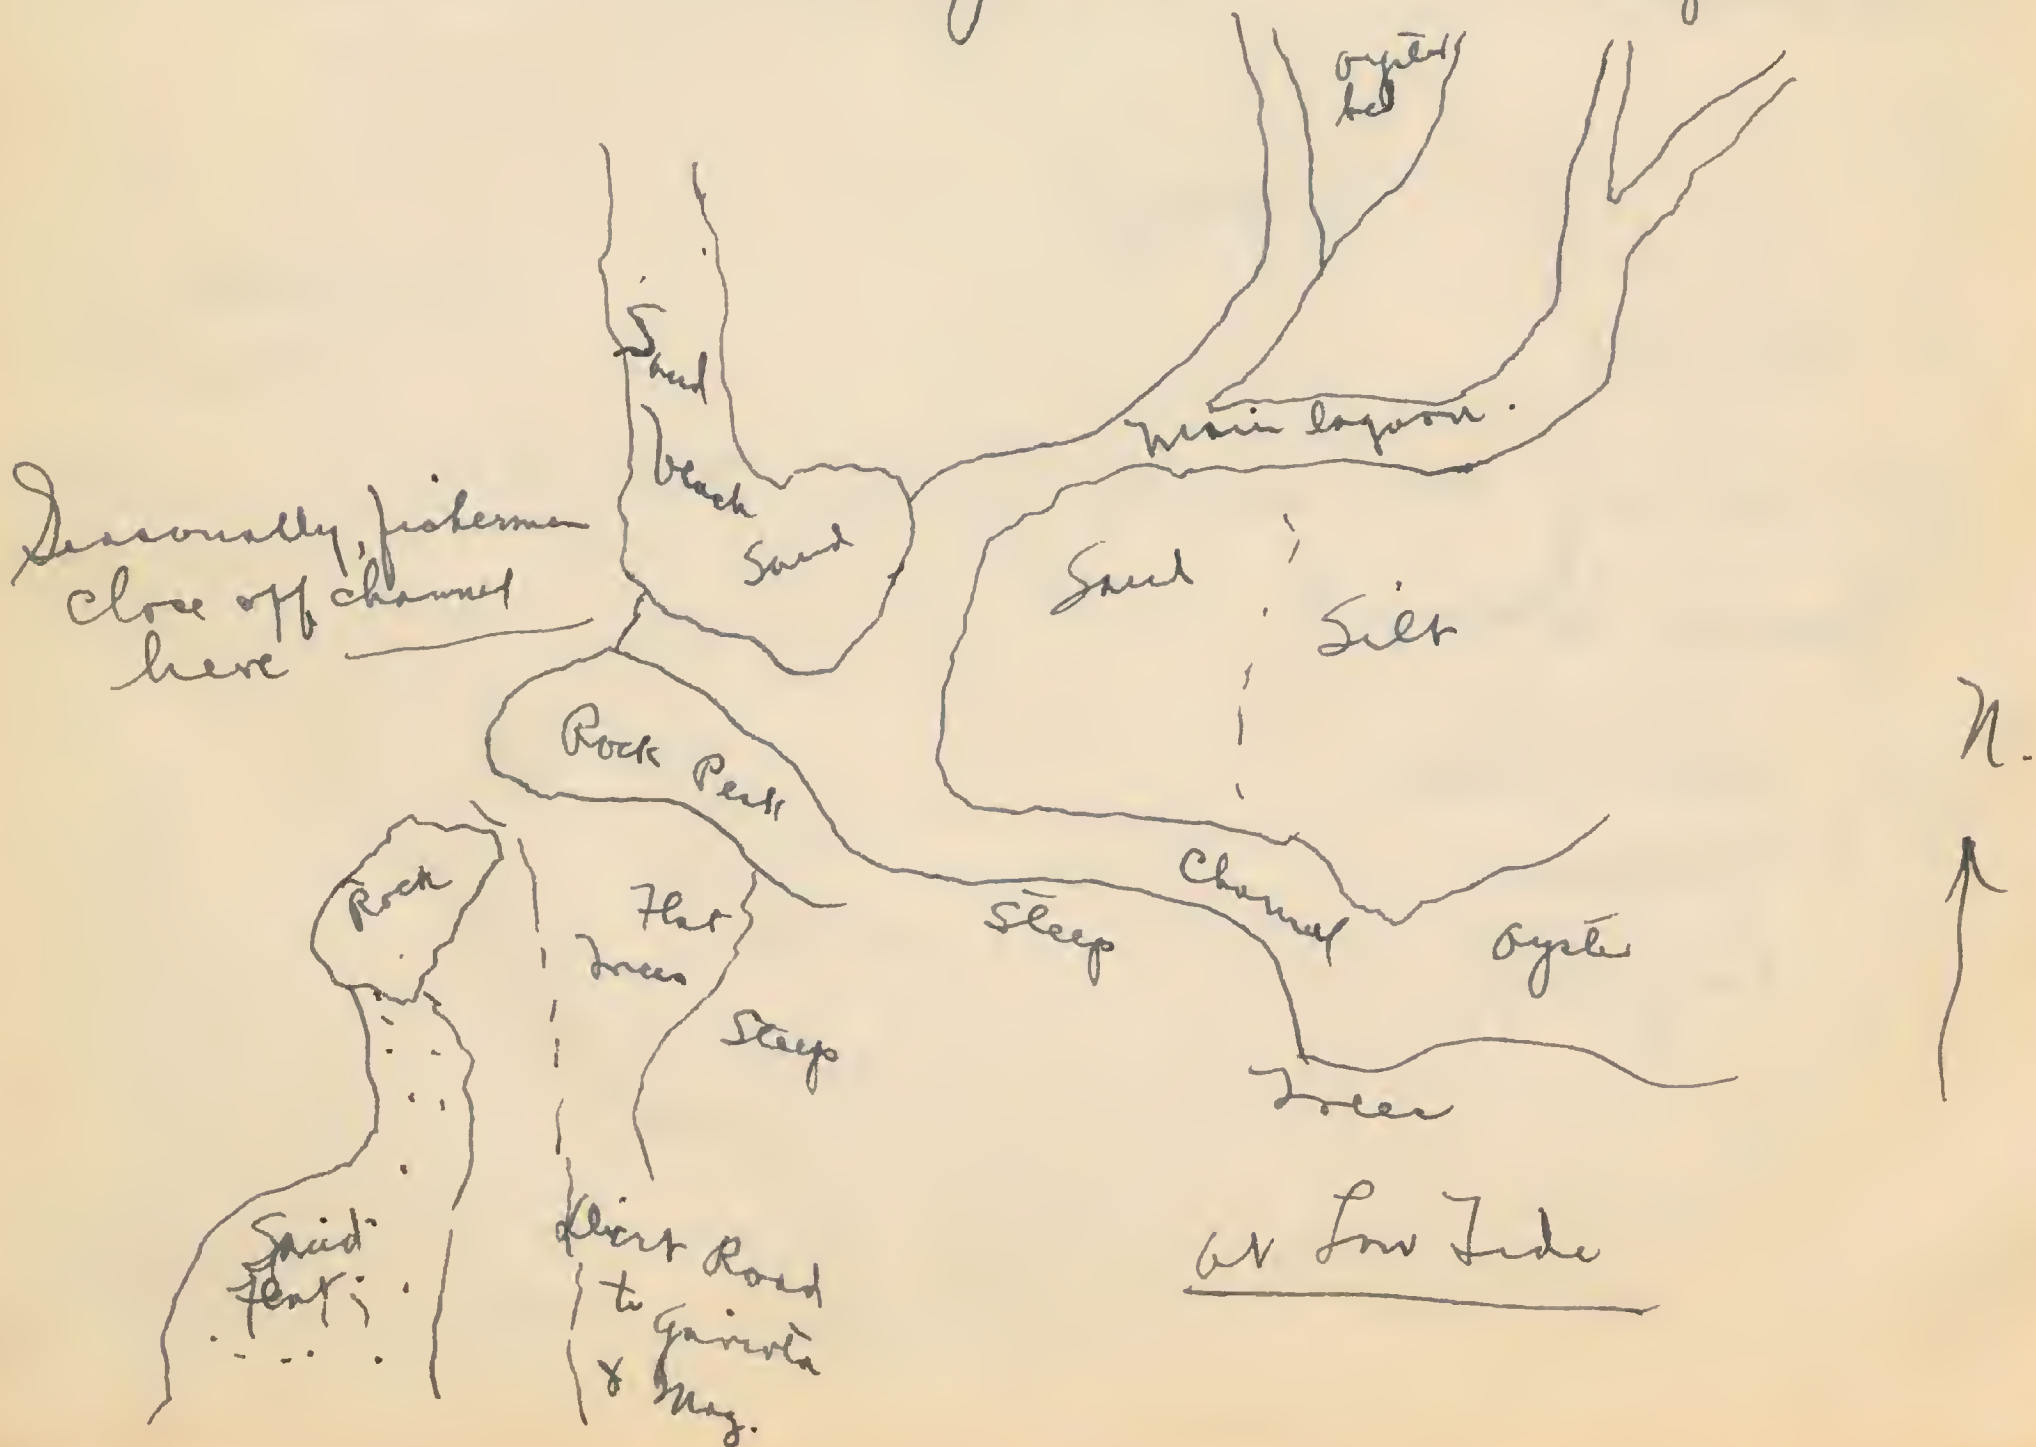 oyster
bed
Sand
beach
Sand
main lagoon.
Seasonally, fishermen
close off channel
here
Sand
Silt
N.
Rock Peak
Rock
Flat
Trees
Steep
Steep
Channel
oyster
Trees
Sand
flat
Dirt Road
to
&
Maz.
at Low Tide